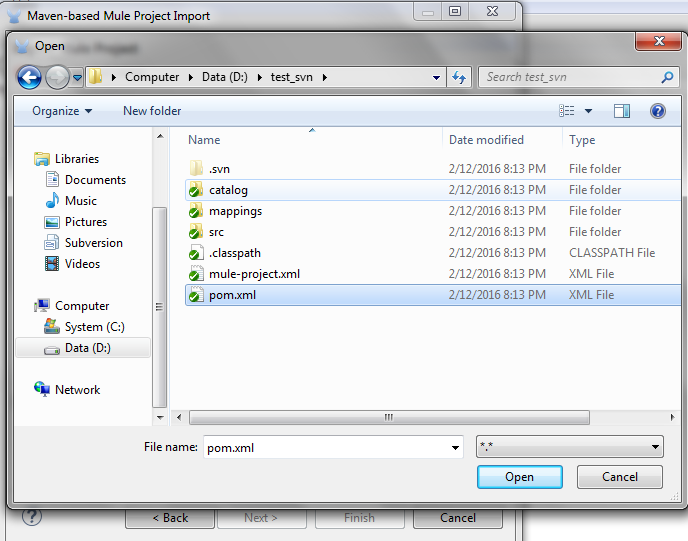 Maven-based Mule Project Import
Open
Computer Data (D:) test_svn
Search test_svn
Organize New folder
Name Date modified Type
Libraries
Documents
Music
Pictures
Subversion
Videos
Computer
System (C:)
Data (D:)
Network
.svn 2/12/2016 8:13 PM File folder
catalog 2/12/2016 8:13 PM File folder
mappings 2/12/2016 8:13 PM File folder
src 2/12/2016 8:13 PM File folder
.classpath 2/12/2016 8:13 PM CLASSPATH File
mule-project.xml 2/12/2016 8:13 PM XML File
pom.xml 2/12/2016 8:13 PM XML File
File name: pom.xml *.*
Open Cancel
< Back Next > Finish Cancel